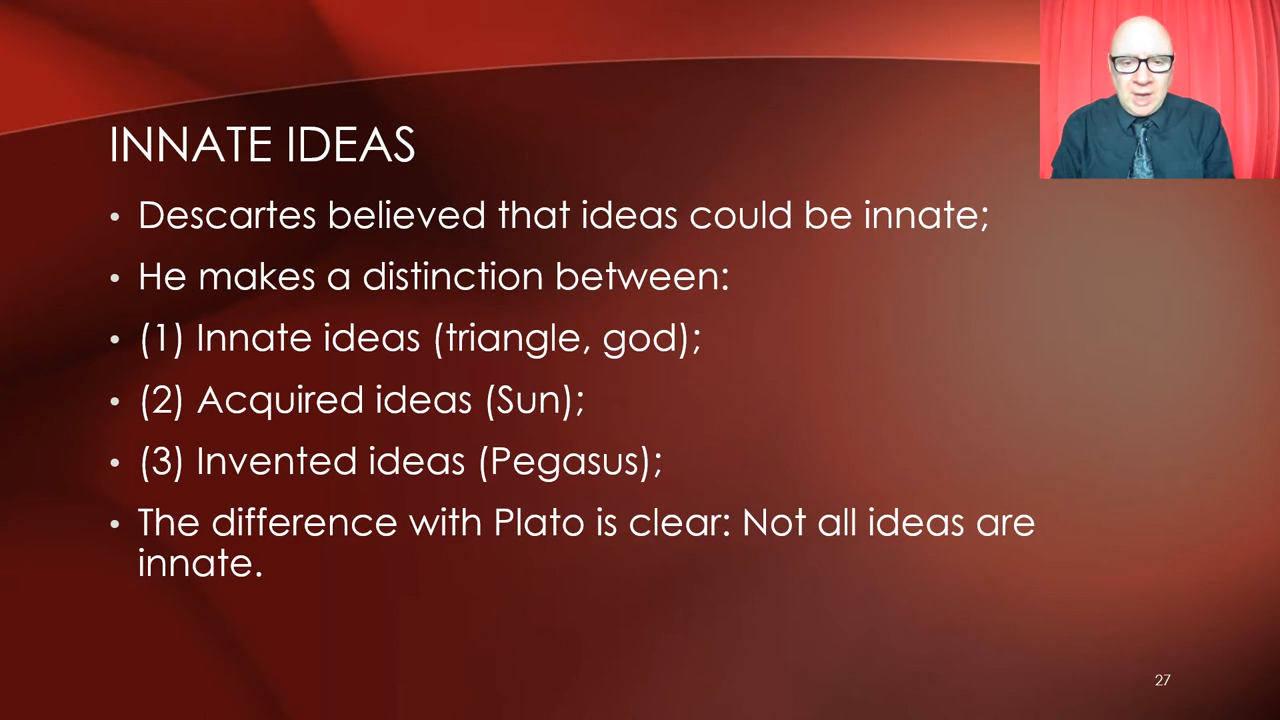 INNATE IDEAS
• Descartes believed that ideas could be innate;
• He makes a distinction between:
• (1) Innate ideas (triangle, god);
• (2) Acquired ideas (Sun);
• (3) Invented ideas (Pegasus);
• The difference with Plato is clear: Not all ideas are
innate.
27